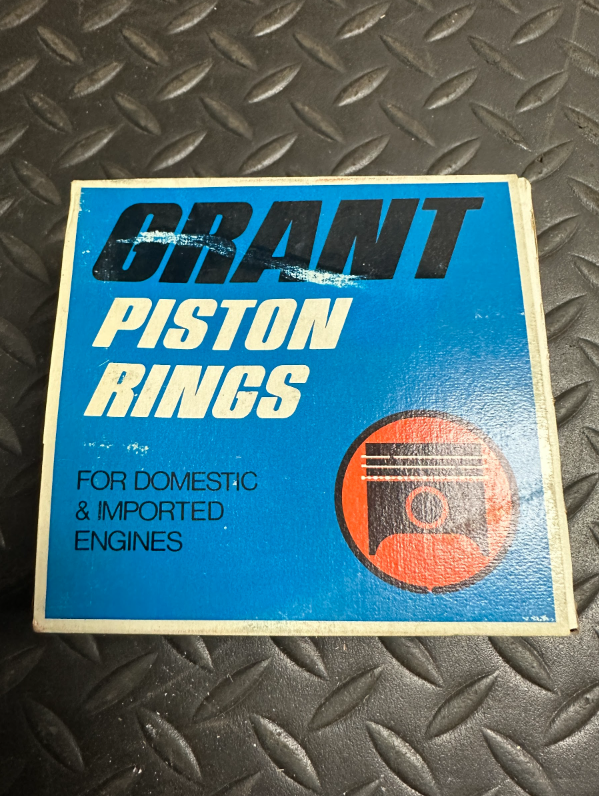 GRANT
PISTON
RINGS
FOR DOMESTIC
& IMPORTED
ENGINES